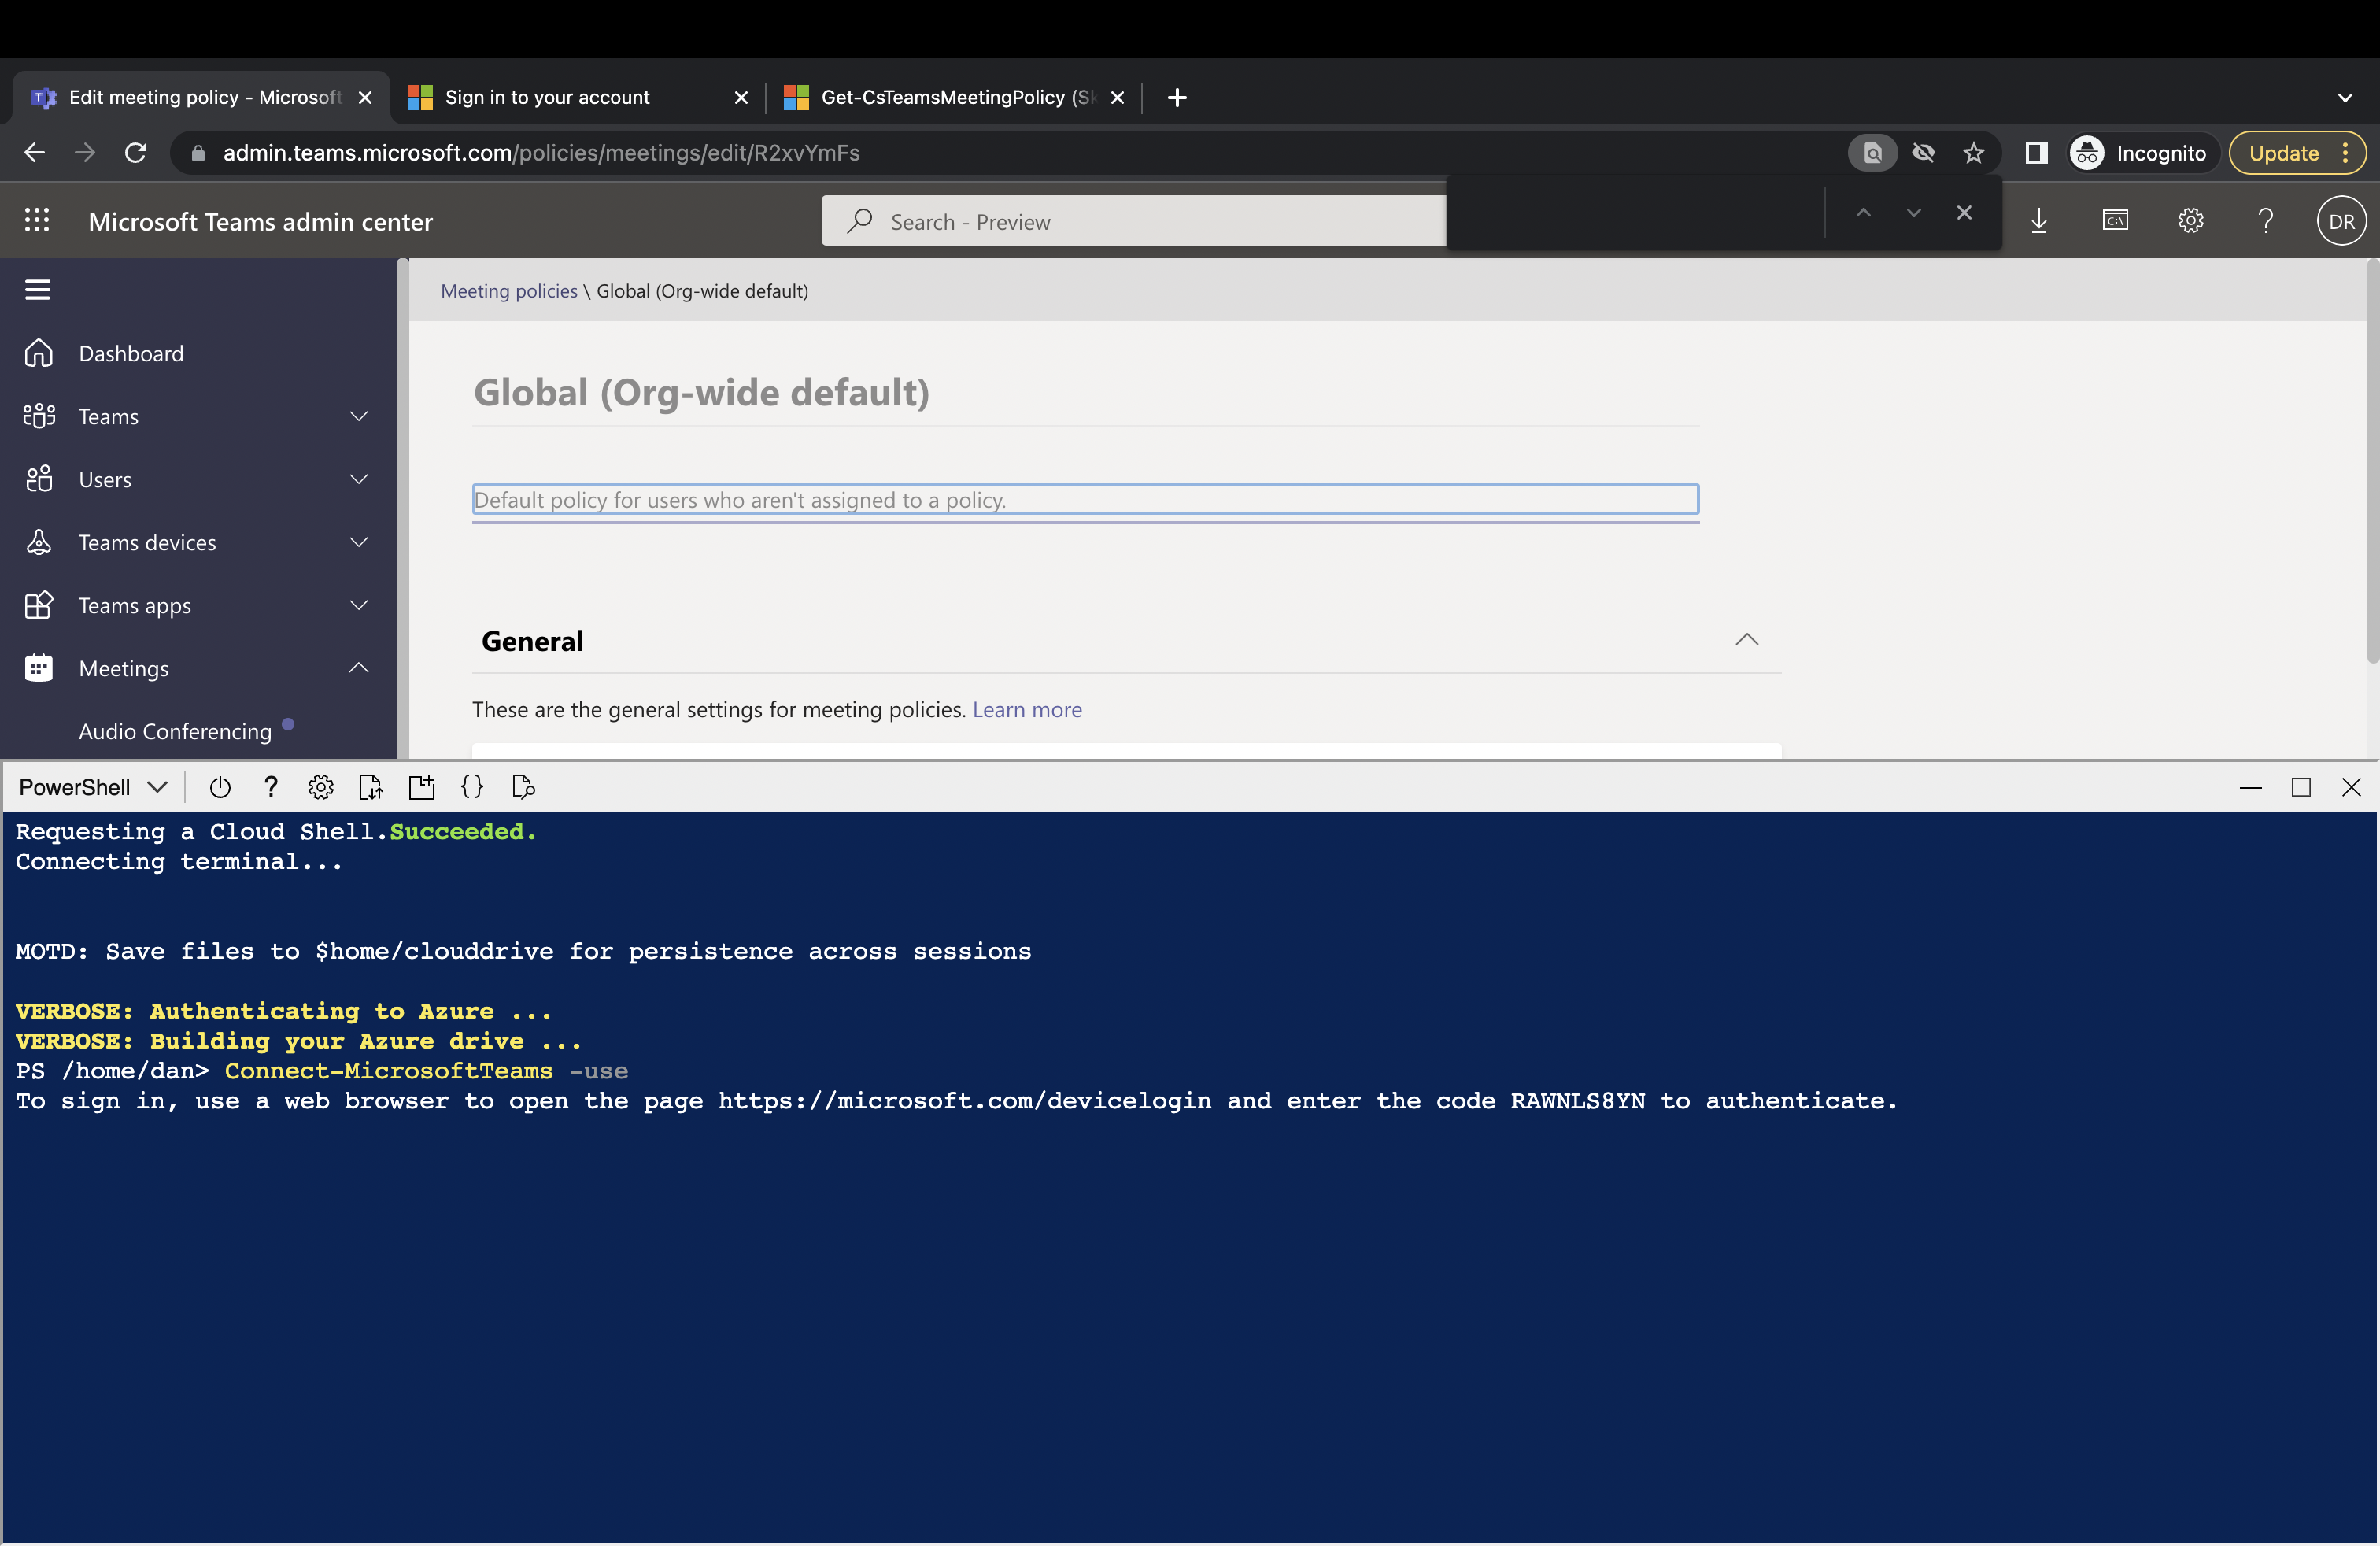 Edit meeting policy - Microsoft
Sign in to your account
Get-CsTeamsMeetingPolicy (Sk
admin.teams.microsoft.com/policies/meetings/edit/R2xvYmFs
Incognito
Update
Microsoft Teams admin center
Search - Preview
C:\
DR
Meeting policies \ Global (Org-wide default)
Dashboard
Teams
Users
Teams devices
Teams apps
Meetings
Audio Conferencing
Global (Org-wide default)
Default policy for users who aren't assigned to a policy.
General
These are the general settings for meeting policies. Learn more
PowerShell
Requesting a Cloud Shell.Succeeded.
Connecting terminal...
MOTD: Save files to $home/clouddrive for persistence across sessions
VERBOSE: Authenticating to Azure ...
VERBOSE: Building your Azure drive ...
PS /home/dan> Connect-MicrosoftTeams -use
To sign in, use a web browser to open the page https://microsoft.com/devicelogin and enter the code RAWNLS8YN to authenticate.